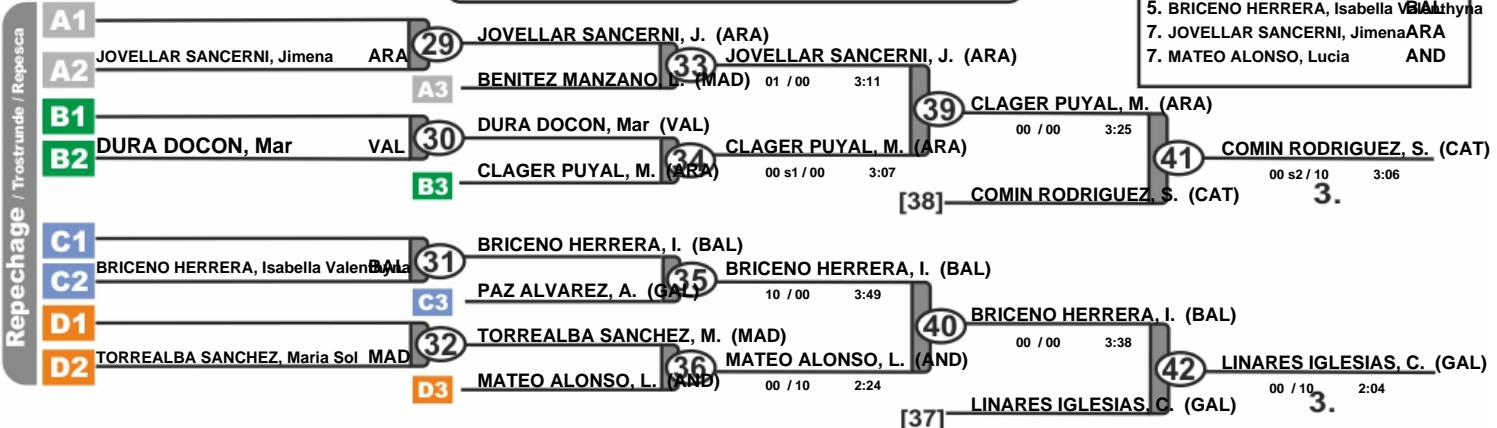 5. BRICENO HERRERA, Isabella Valenthyna BAL
7. JOVELLAR SANCERNI, Jimena ARA
7. MATEO ALONSO, Lucia AND
Repechage / Trostrunde / Repesca
A1
A2 JOVELLAR SANCERNI, Jimena ARA
29
JOVELLAR SANCERNI, J. (ARA)
A3 BENITEZ MANZANO, L. (MAD)
33
JOVELLAR SANCERNI, J. (ARA)
01 / 00 3:11
B1
B2 DURA DOCON, Mar VAL
30
DURA DOCON, Mar (VAL)
B3 CLAGER PUYAL, M. (ARA)
34
CLAGER PUYAL, M. (ARA)
00 s1 / 00 3:07
39
CLAGER PUYAL, M. (ARA)
00 / 00 3:25
[38] COMIN RODRIGUEZ, S. (CAT)
41
COMIN RODRIGUEZ, S. (CAT)
00 s2 / 10 3:06
3.
C1
C2 BRICENO HERRERA, Isabella Valenthyna BAL
31
BRICENO HERRERA, I. (BAL)
C3 PAZ ALVAREZ, A. (GAL)
35
BRICENO HERRERA, I. (BAL)
10 / 00 3:49
D1
D2 TORREALBA SANCHEZ, Maria Sol MAD
32
TORREALBA SANCHEZ, M. (MAD)
D3 MATEO ALONSO, L. (AND)
36
MATEO ALONSO, L. (AND)
00 / 10 2:24
40
BRICENO HERRERA, I. (BAL)
00 / 00 3:38
[37] LINARES IGLESIAS, C. (GAL)
42
LINARES IGLESIAS, C. (GAL)
00 / 10 2:04
3.